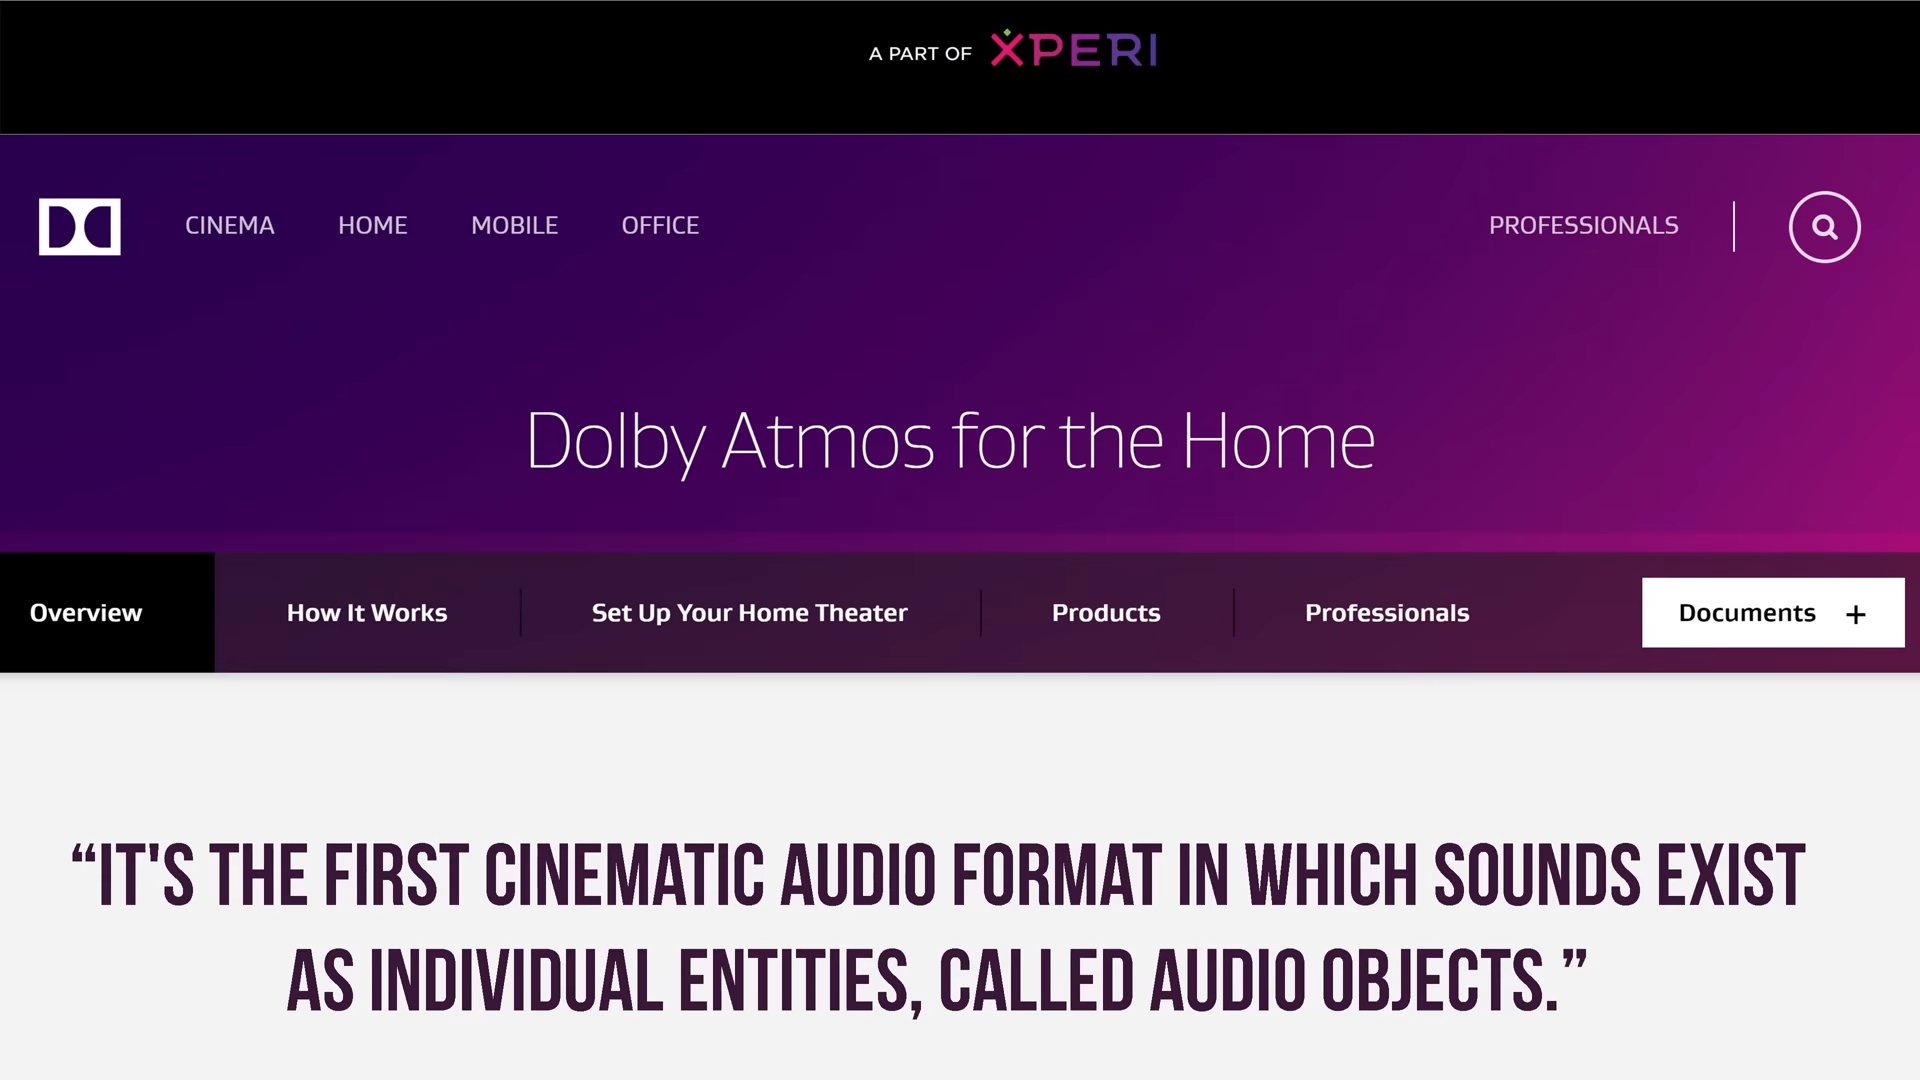 A PART OF XPERI
CINEMA HOME MOBILE OFFICE PROFESSIONALS
Dolby Atmos for the Home
Overview How It Works Set Up Your Home Theater Products Professionals Documents +
“IT'S THE FIRST CINEMATIC AUDIO FORMAT IN WHICH SOUNDS EXIST
AS INDIVIDUAL ENTITIES, CALLED AUDIO OBJECTS.”